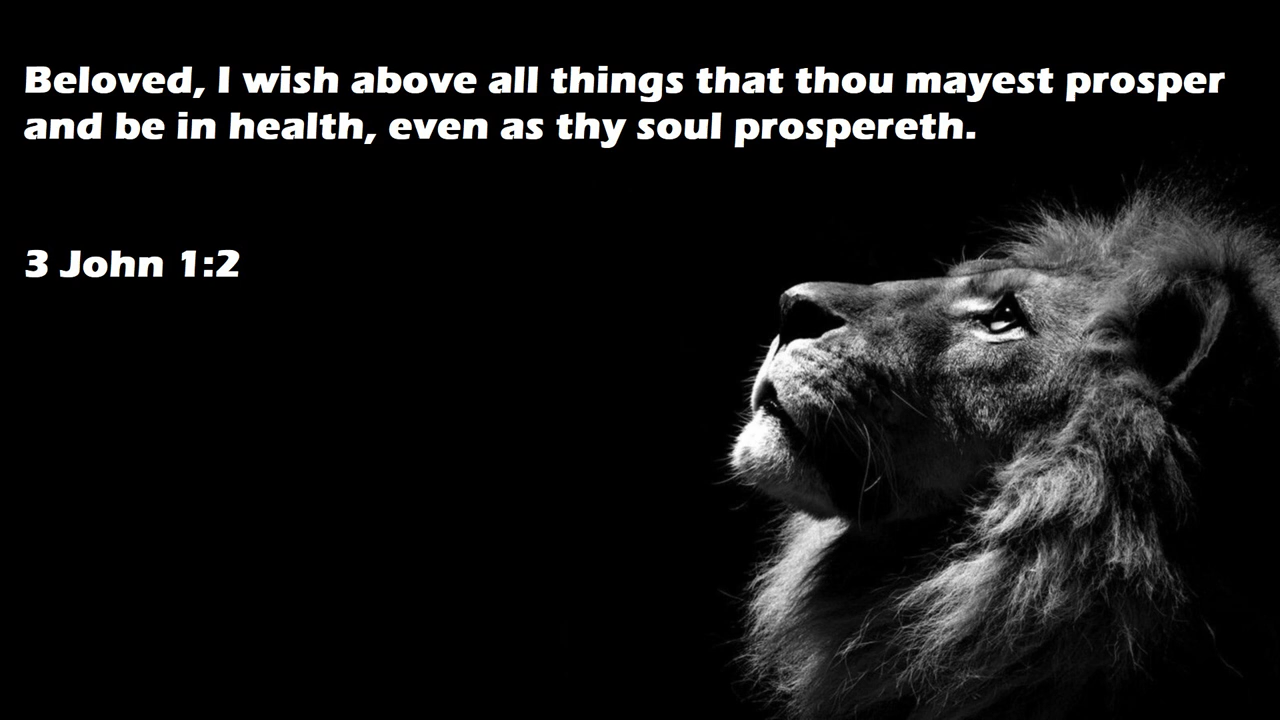 Beloved, I wish above all things that thou mayest prosper
and be in health, even as thy soul prospereth.
3 John 1:2